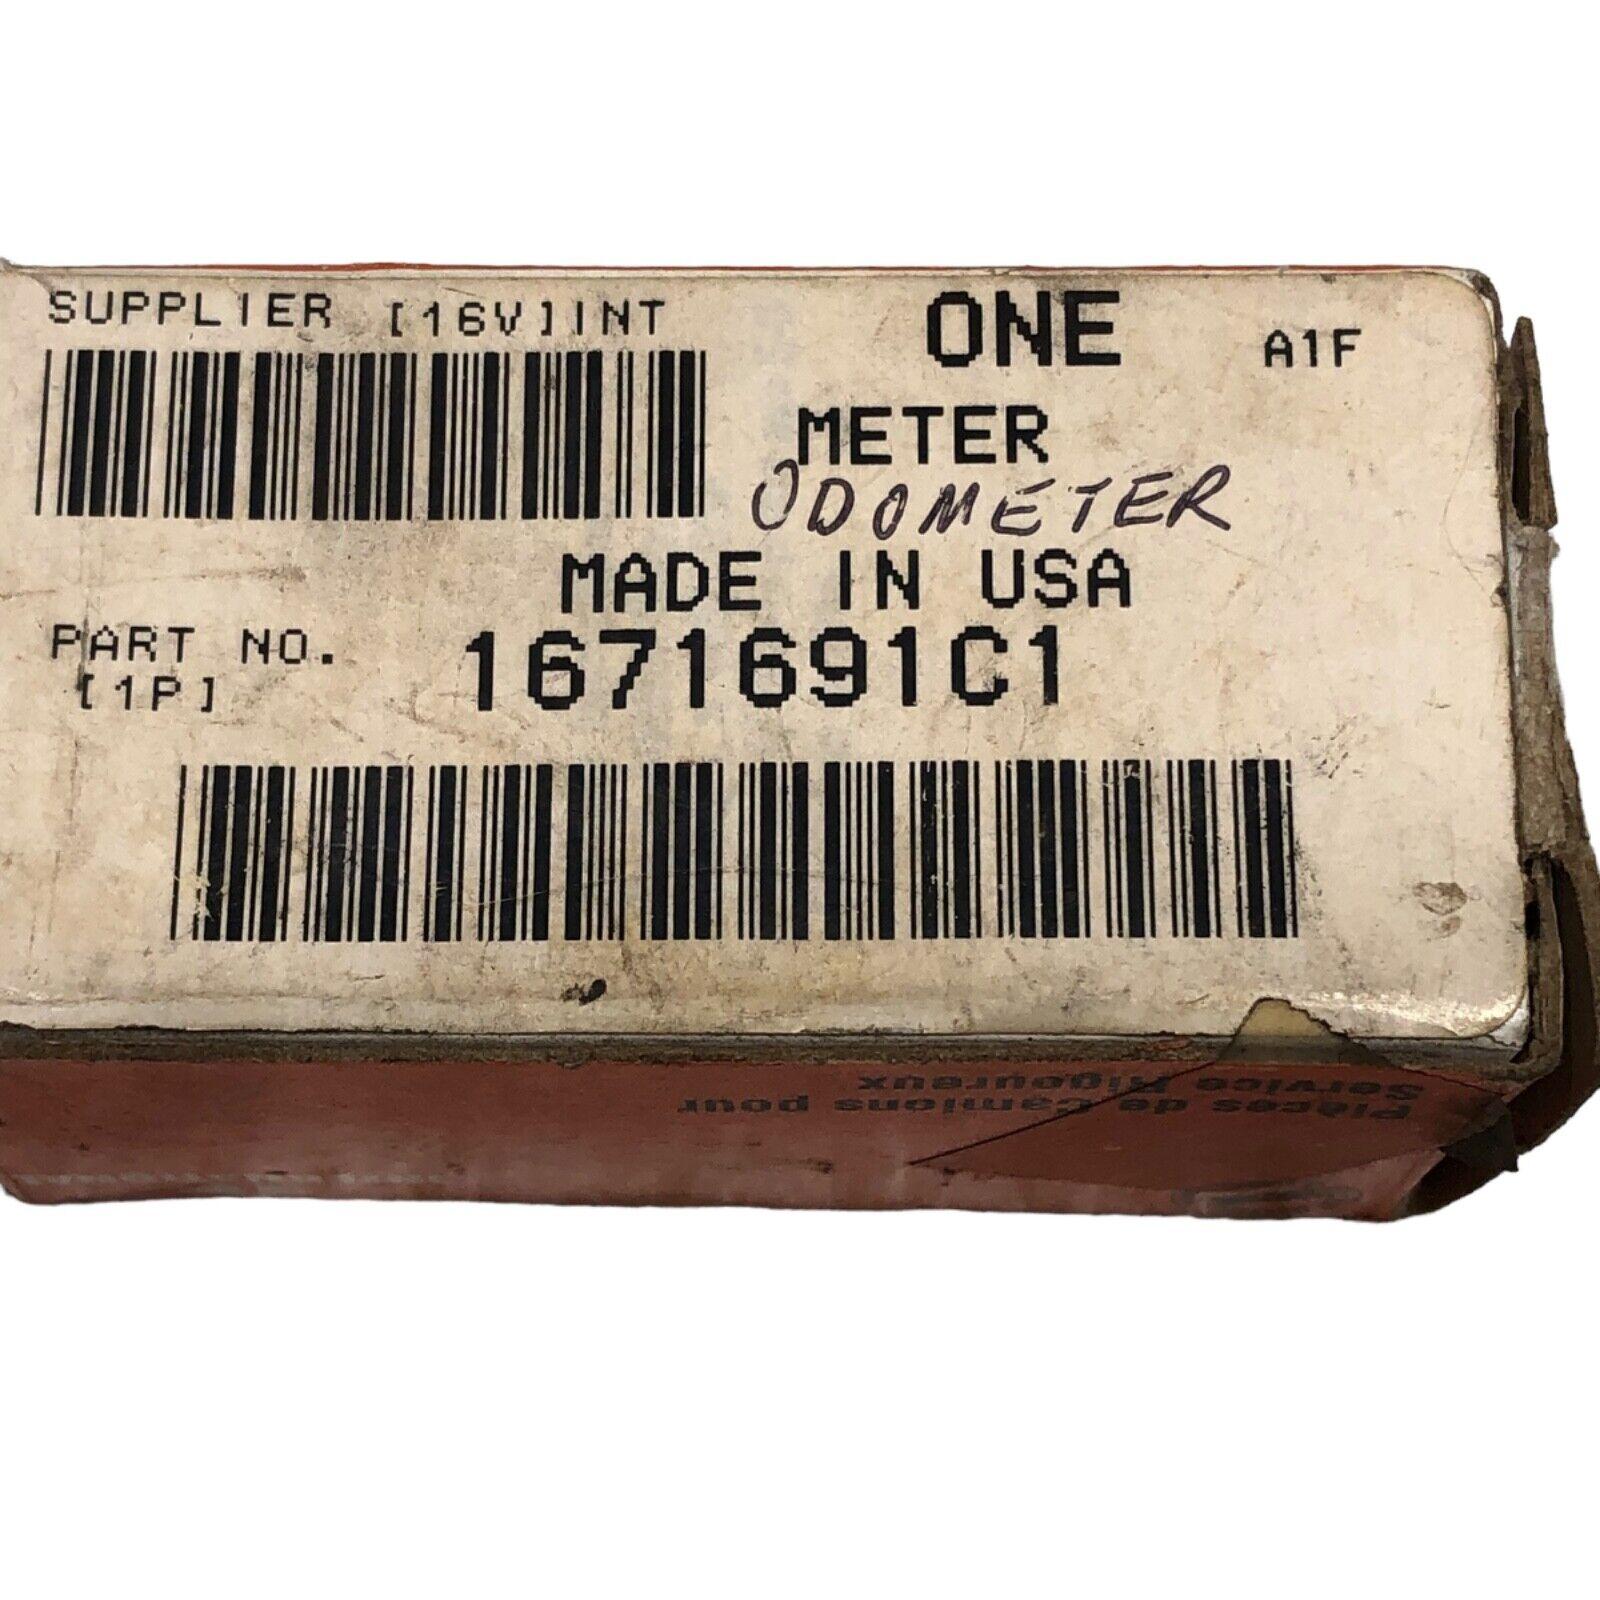 SUPPLIER [16V]INT
ONE
A1F
METER
ODOMETER
MADE IN USA
PART NO. 1671691C1
[1P]
Pièces de Camions pour
Service Rigoureux